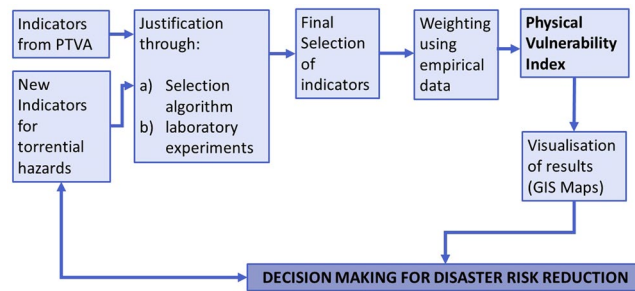 Indicators
from PTVA
New
Indicators
for
torrential
hazards
Justification
through:
a) Selection
algorithm
b) laboratory
experiments
Final
Selection
of
indicators
Weighting
using
empirical
data
Physical
Vulnerability
Index
Visualisation
of results
(GIS Maps)
DECISION MAKING FOR DISASTER RISK REDUCTION